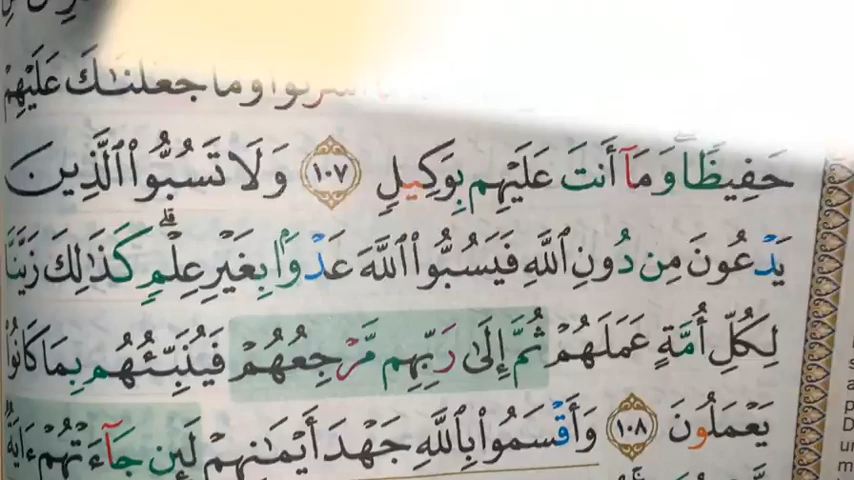 وَمَا جَعَلْنَٰكَ عَلَيْهِمْ
حَفِيظًا ۖ وَمَآ أَنتَ عَلَيْهِم بِوَكِيلٍ ١٠٧ وَلَا تَسُبُّوا۟ ٱلَّذِينَ
يَدْعُونَ مِن دُونِ ٱللَّهِ فَيَسُبُّوا۟ ٱللَّهَ عَدْوًۢا بِغَيْرِ عِلْمٍ ۗ كَذَٰلِكَ زَيَّنَّا
لِكُلِّ أُمَّةٍ عَمَلَهُمْ ثُمَّ إِلَىٰ رَبِّهِم مَّرْجِعُهُمْ فَيُنَبِّئُهُم بِمَا كَانُوا۟
يَعْمَلُونَ ١٠٨ وَأَقْسَمُوا۟ بِٱللَّهِ جَهْدَ أَيْمَٰنِهِمْ لَئِن جَآءَتْهُمْ ءَايَةٌ